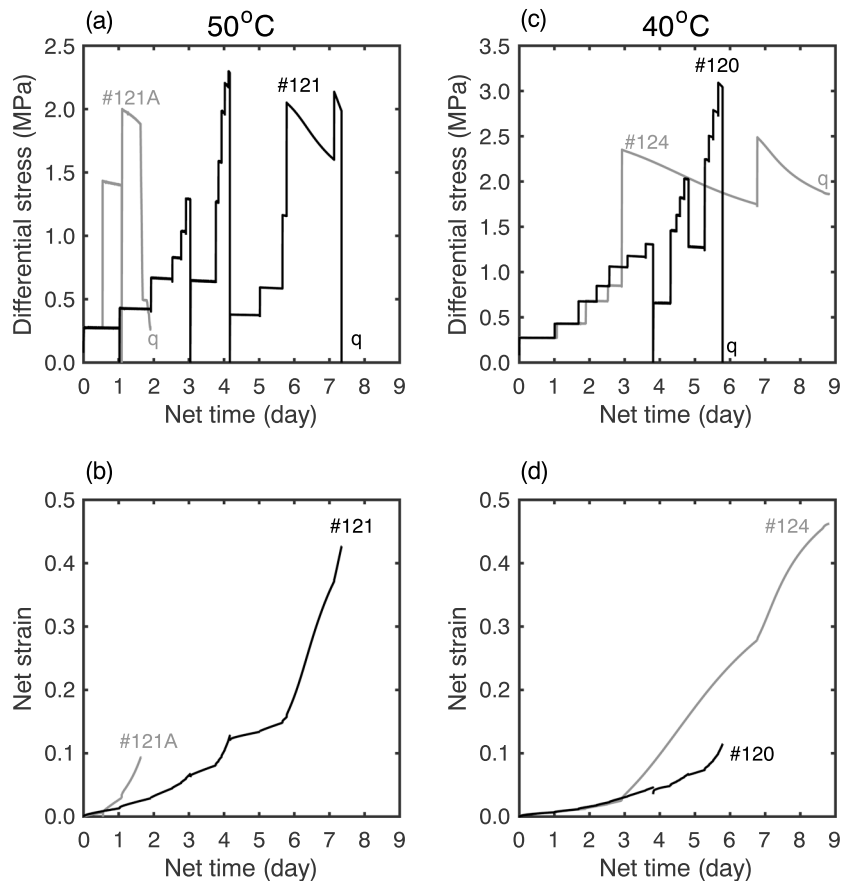 (a)
50°C
2.5
2.0
1.5
1.0
0.5
0.0
Differential stress (MPa)
#121A
#121
q
q
0 1 2 3 4 5 6 7 8 9
Net time (day)
(c)
40°C
3.5
3.0
2.5
2.0
1.5
1.0
0.5
0.0
Differential stress (MPa)
#120
#124
q
q
0 1 2 3 4 5 6 7 8 9
Net time (day)
(b)
0.5
0.4
0.3
0.2
0.1
0.0
Net strain
#121
#121A
0 1 2 3 4 5 6 7 8 9
Net time (day)
(d)
0.5
0.4
0.3
0.2
0.1
0.0
Net strain
#124
#120
0 1 2 3 4 5 6 7 8 9
Net time (day)